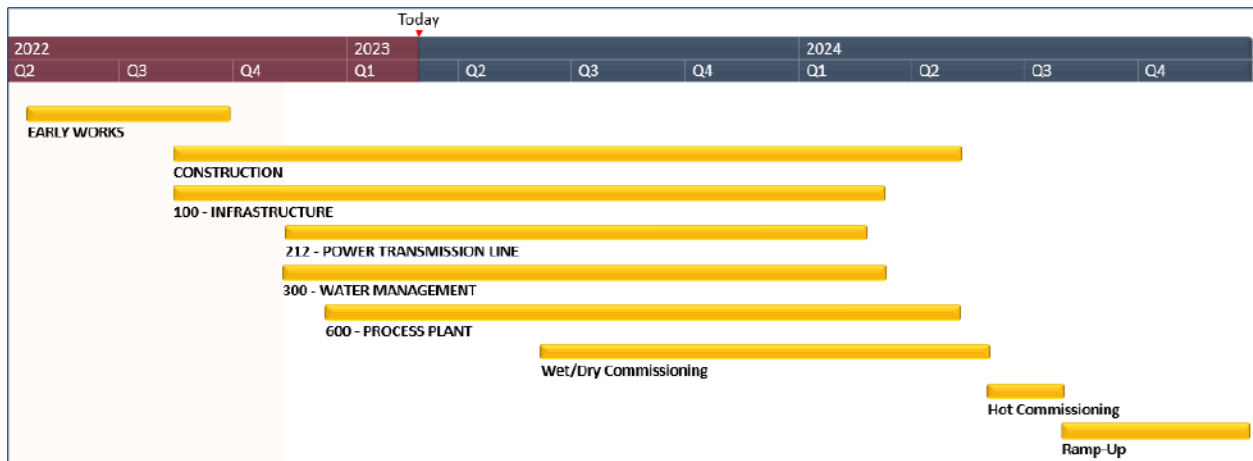 Today
2022 2023 2024
Q2 Q3 Q4 Q1 Q2 Q3 Q4 Q1 Q2 Q3 Q4
EARLY WORKS
CONSTRUCTION
100 - INFRASTRUCTURE
212 - POWER TRANSMISSION LINE
300 - WATER MANAGEMENT
600 - PROCESS PLANT
Wet/Dry Commissioning
Hot Commissioning
Ramp-Up